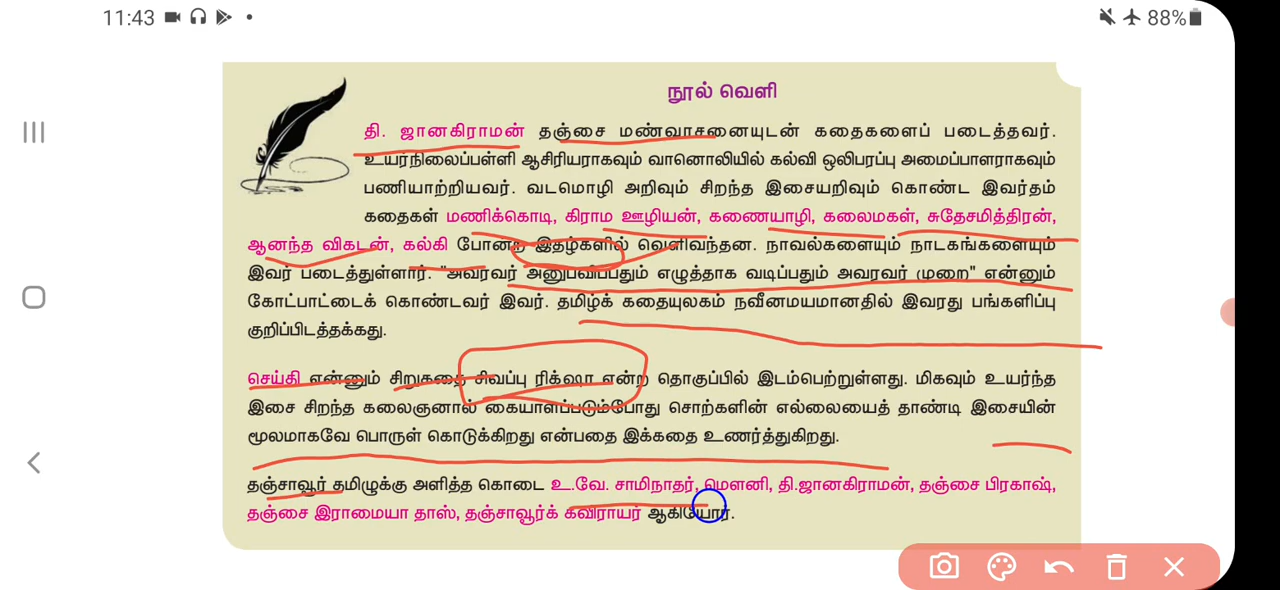 11:43
88%
நூல் வெளி
தி. ஜானகிராமன் தஞ்சை மண்வாசனையுடன் கதைகளைப் படைத்தவர்.
உயர்நிலைப்பள்ளி ஆசிரியராகவும் வானொலியில் கல்வி ஒலிபரப்பு அமைப்பாளராகவும்
பணியாற்றியவர். வடமொழி அறிவும் சிறந்த இசையறிவும் கொண்ட இவர்தம்
கதைகள் மணிக்கொடி, கிராம ஊழியன், கணையாழி, கலைமகள், சுதேசமித்திரன்,
ஆனந்த விகடன், கல்கி போன்ற இதழ்களில் வெளிவந்தன. நாவல்களையும் நாடகங்களையும்
இவர் படைத்துள்ளார். "அவரவர் அனுபவிப்பதும் எழுத்தாக வடிப்பதும் அவரவர் முறை" என்னும்
கோட்பாட்டைக் கொண்டவர் இவர். தமிழ்க் கதையுலகம் நவீனமயமானதில் இவரது பங்களிப்பு
குறிப்பிடத்தக்கது.
செய்தி என்னும் சிறுகதை சிவப்பு ரிக்‌ஷா என்ற தொகுப்பில் இடம்பெற்றுள்ளது. மிகவும் உயர்ந்த
இசை சிறந்த கலைஞனால் கையாளப்படும்போது சொற்களின் எல்லையைத் தாண்டி இசையின்
மூலமாகவே பொருள் கொடுக்கிறது என்பதை இக்கதை உணர்த்துகிறது.
தஞ்சாவூர் தமிழுக்கு அளித்த கொடை உ.வே. சாமிநாதர், மௌனி, தி.ஜானகிராமன், தஞ்சை பிரகாஷ்,
தஞ்சை இராமையா தாஸ், தஞ்சாவூர்க் கவிராயர் ஆகியோர்.